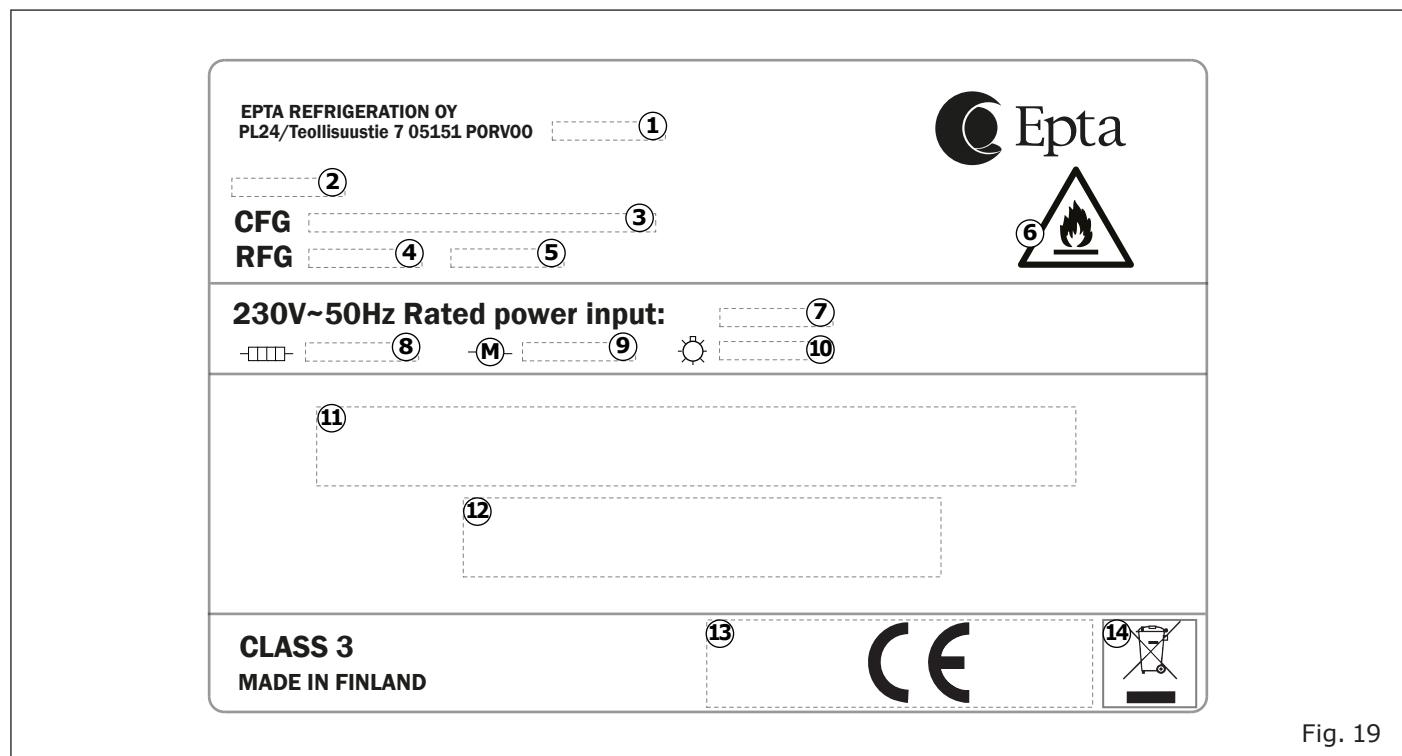 EPTA REFRIGERATION OY
PL24/Teollisuustie 7 05151 PORVOO 1
Epta
2
CFG 3
RFG 4 5
6
230V~50Hz Rated power input: 7
8 M 9 10
11
12
CLASS 3
MADE IN FINLAND
13 CE 14
Fig. 19